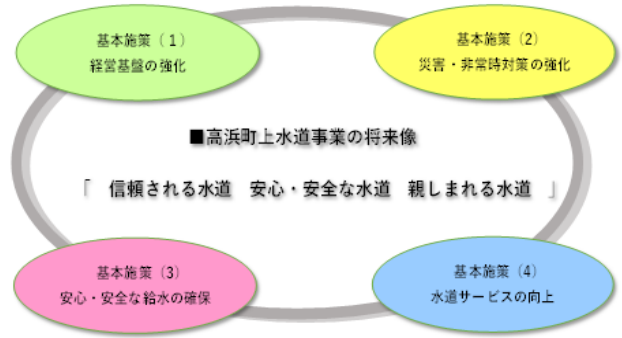 基本施策（１）
経営基盤の強化
基本施策（2）
災害・非常時対策の強化
■高浜町上水道事業の将来像
「　信頼される水道　安心・安全な水道　親しまれる水道　」
基本施策（3）
安心・安全な給水の確保
基本施策（4）
水道サービスの向上